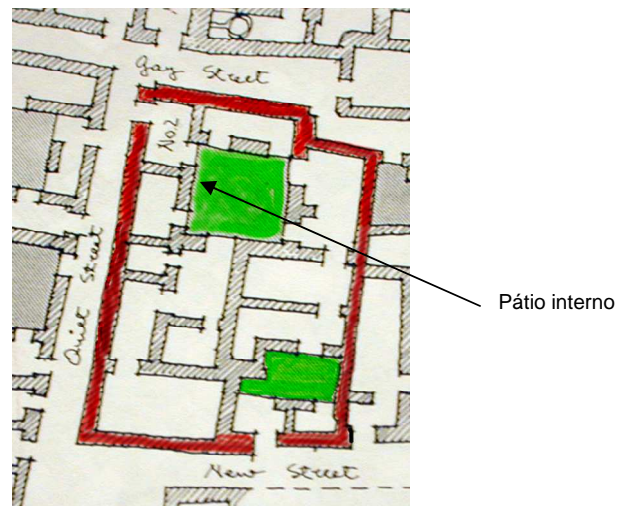 Gay Street
No.2
Quiet Street
Pátio interno
New Street